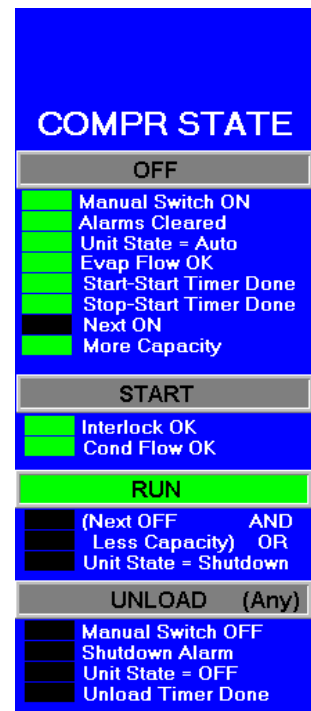 COMPR STATE
OFF
Manual Switch ON
Alarms Cleared
Unit State = Auto
Evap Flow OK
Start-Start Timer Done
Stop-Start Timer Done
Next ON
More Capacity
START
Interlock OK
Cond Flow OK
RUN
(Next OFF AND
Less Capacity) OR
Unit State = Shutdown
UNLOAD (Any)
Manual Switch OFF
Shutdown Alarm
Unit State = OFF
Unload Timer Done